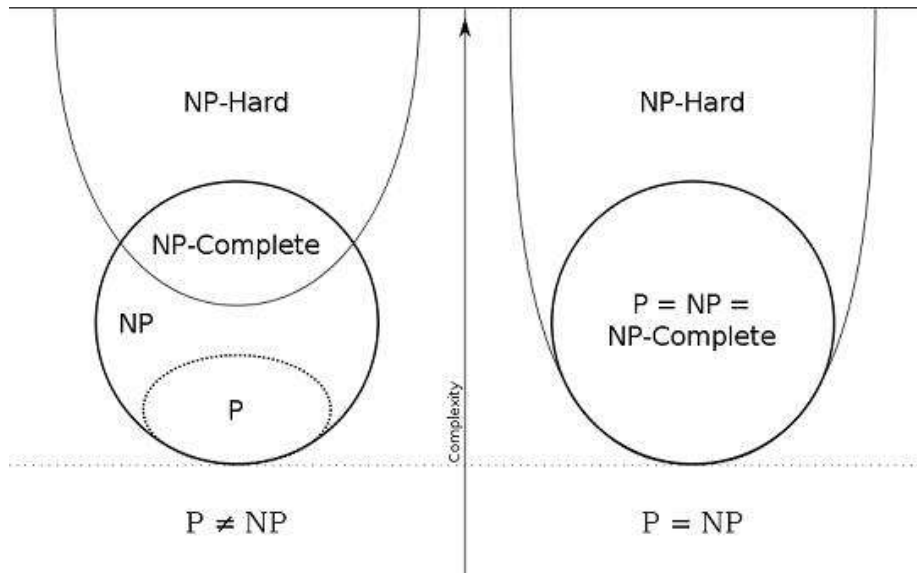 NP-Hard
NP-Complete
NP
P
P ≠ NP
Complexity
NP-Hard
P = NP =
NP-Complete
P = NP